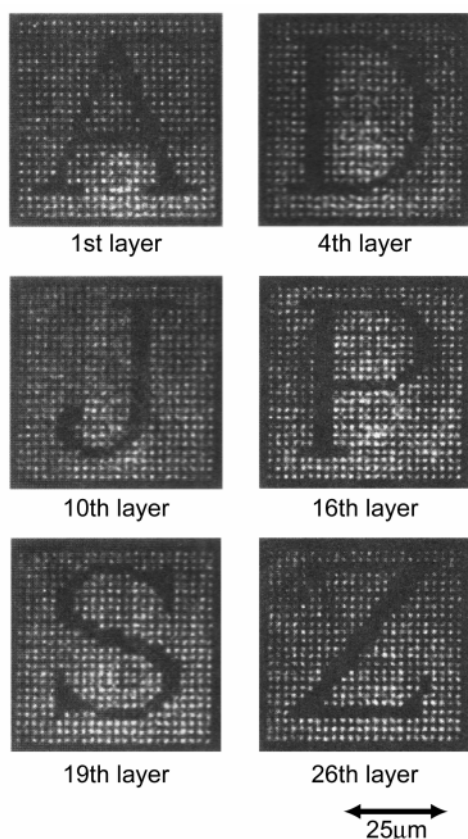 A D
1st layer 4th layer
J P
10th layer 16th layer
S Z
19th layer 26th layer
25μm